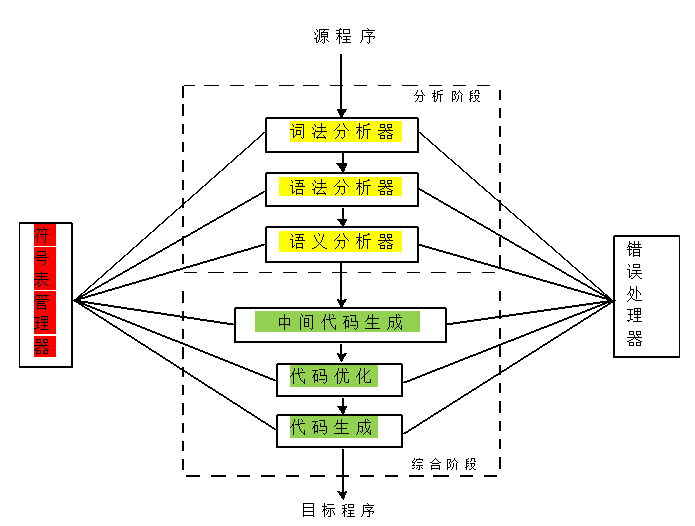 源程序
分析阶段
词法分析器
语法分析器
语义分析器
符
号
表
管
理
器
错
误
处
理
器
中间代码生成
代码优化
代码生成
综合阶段
目标程序